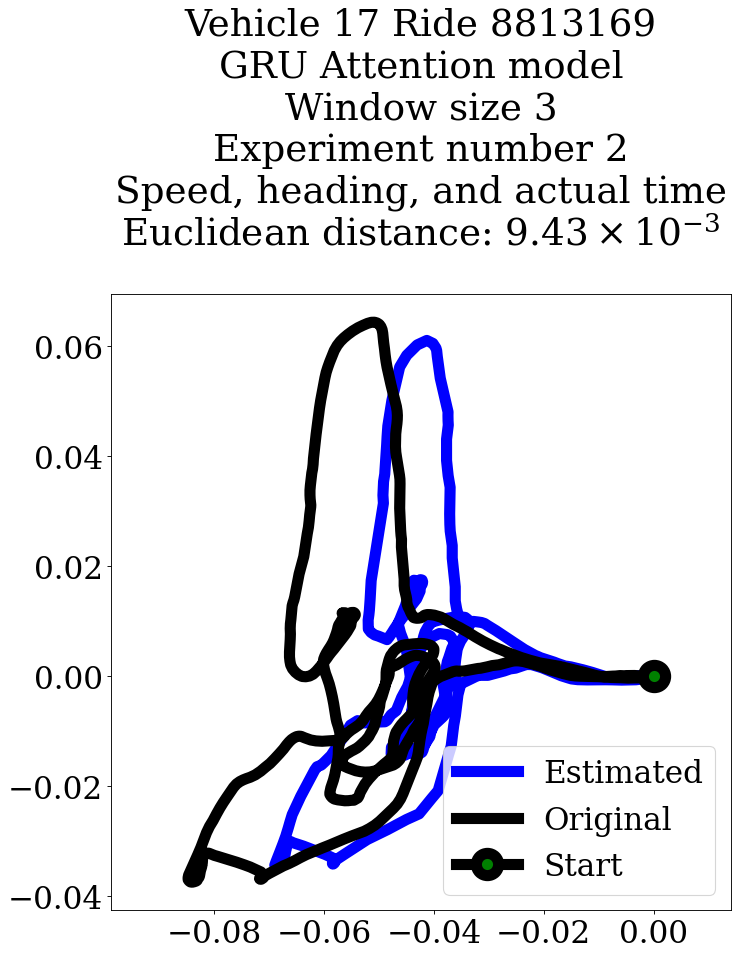 Vehicle 17 Ride 8813169
GRU Attention model
Window size 3
Experiment number 2
Speed, heading, and actual time
Euclidean distance: 9.43 × 10⁻³
0.06
0.04
0.02
0.00
−0.02
−0.04
Estimated
Original
Start
−0.08 −0.06 −0.04 −0.02 0.00